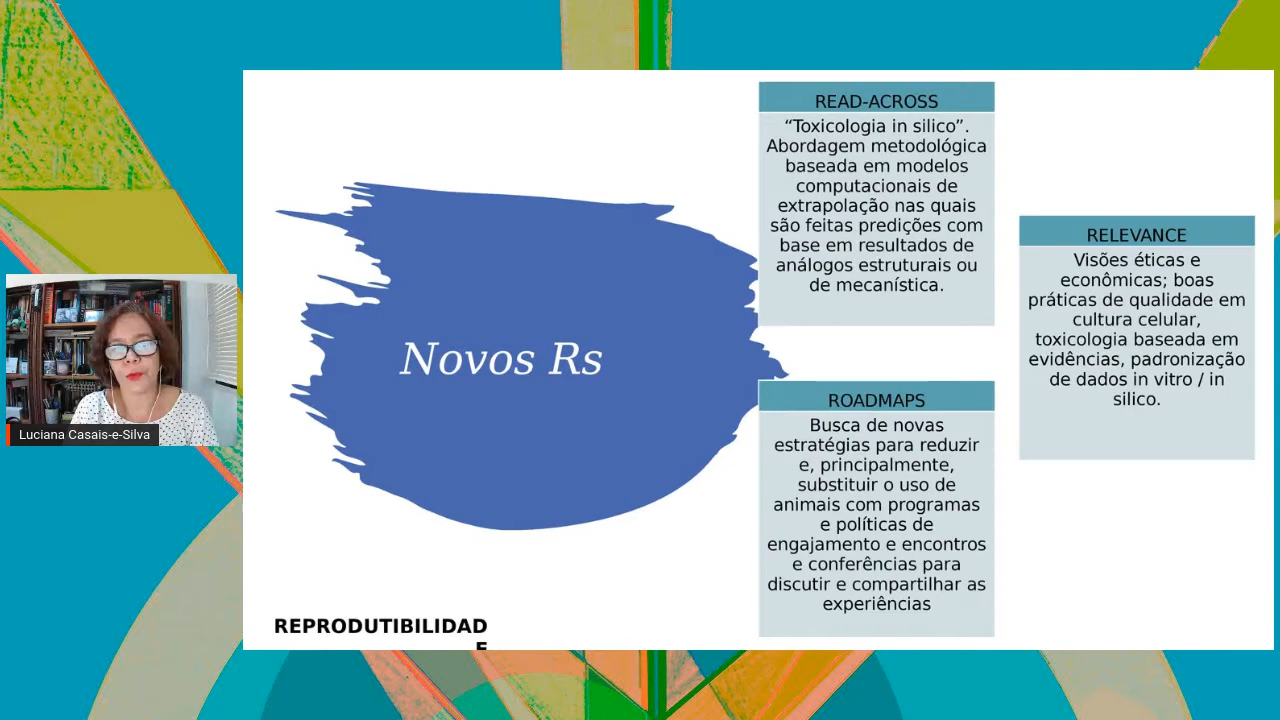 READ-ACROSS
“Toxicologia in silico”.
Abordagem metodológica
baseada em modelos
computacionais de
extrapolação nas quais
são feitas predições com
base em resultados de
análogos estruturais ou
de mecanística.
RELEVANCE
Visões éticas e
econômicas; boas
práticas de qualidade em
cultura celular,
toxicologia baseada em
evidências, padronização
de dados in vitro / in
silico.
Novos Rs
ROADMAPS
Busca de novas
estratégias para reduzir
e, principalmente,
substituir o uso de
animais com programas
e políticas de
engajamento e encontros
e conferências para
discutir e compartilhar as
experiências
Luciana Casais-e-Silva
REPRODUTIBILIDAD
E